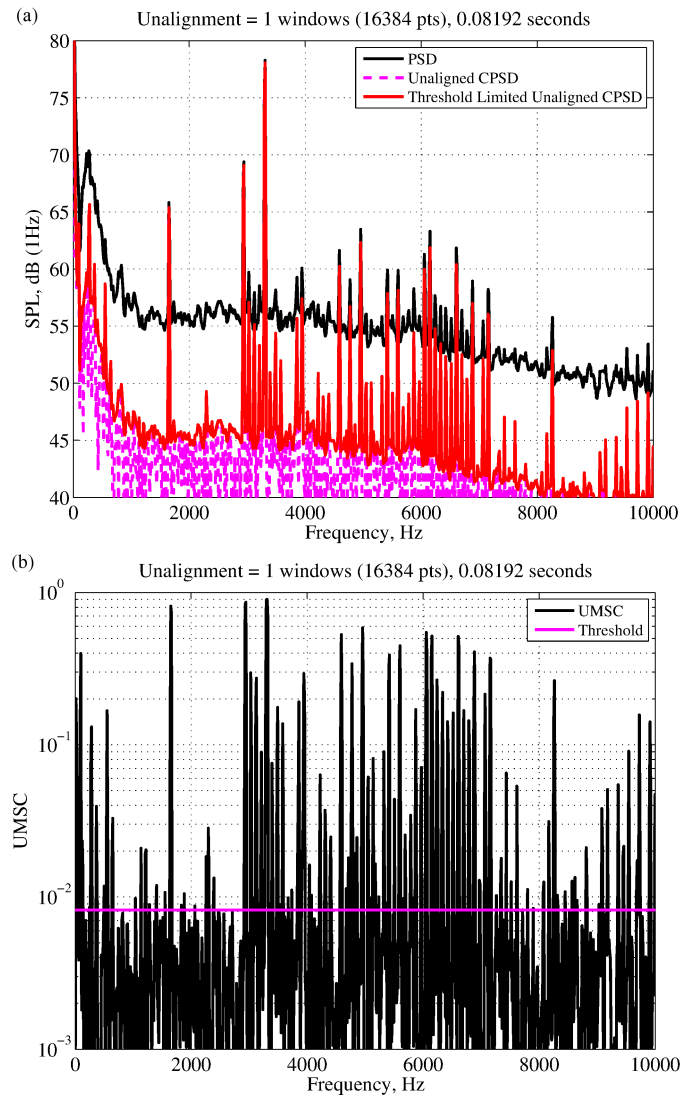 (a)
Unalignment = 1 windows (16384 pts), 0.08192 seconds
80
75
70
65
60
55
50
45
40
SPL, dB (1Hz)
PSD
Unaligned CPSD
Threshold Limited Unaligned CPSD
0 2000 4000 6000 8000 10000
Frequency, Hz
(b)
Unalignment = 1 windows (16384 pts), 0.08192 seconds
10^0
10^-1
10^-2
10^-3
UMSC
UMSC
Threshold
0 2000 4000 6000 8000 10000
Frequency, Hz